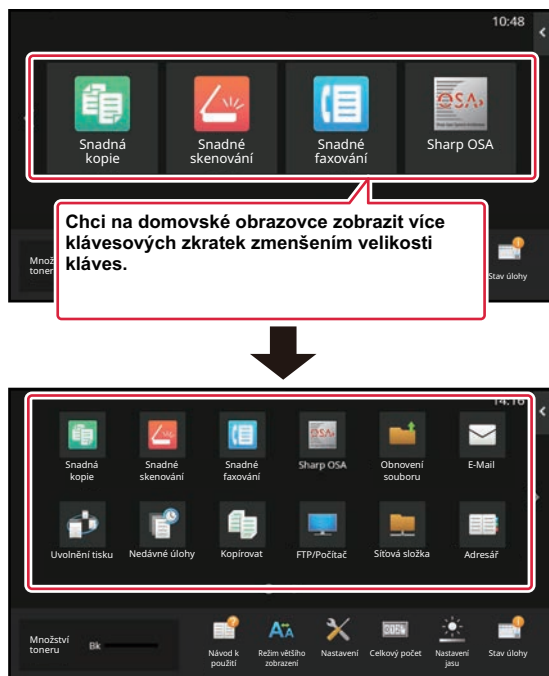 10:48
Snadná
kopie
Snadné
skenování
Snadné
faxování
OSA
Sharp OSA
Chci na domovské obrazovce zobrazit více
klávesových zkratek zmenšením velikosti
kláves.
Množ
toner
Stav úlohy
14:16
Snadná
kopie
Snadné
skenování
Snadné
faxování
OSA
Sharp OSA
Obnovení
souboru
E-Mail
Uvolnění tisku
Nedávné úlohy
Kopírovat
FTP/Počítač
Síťová složka
Adresář
Množství
toneru
Bk
Návod k
použití
Režim většího
zobrazení
Nastavení
Celkový počet
Nastavení
jasu
Stav úlohy